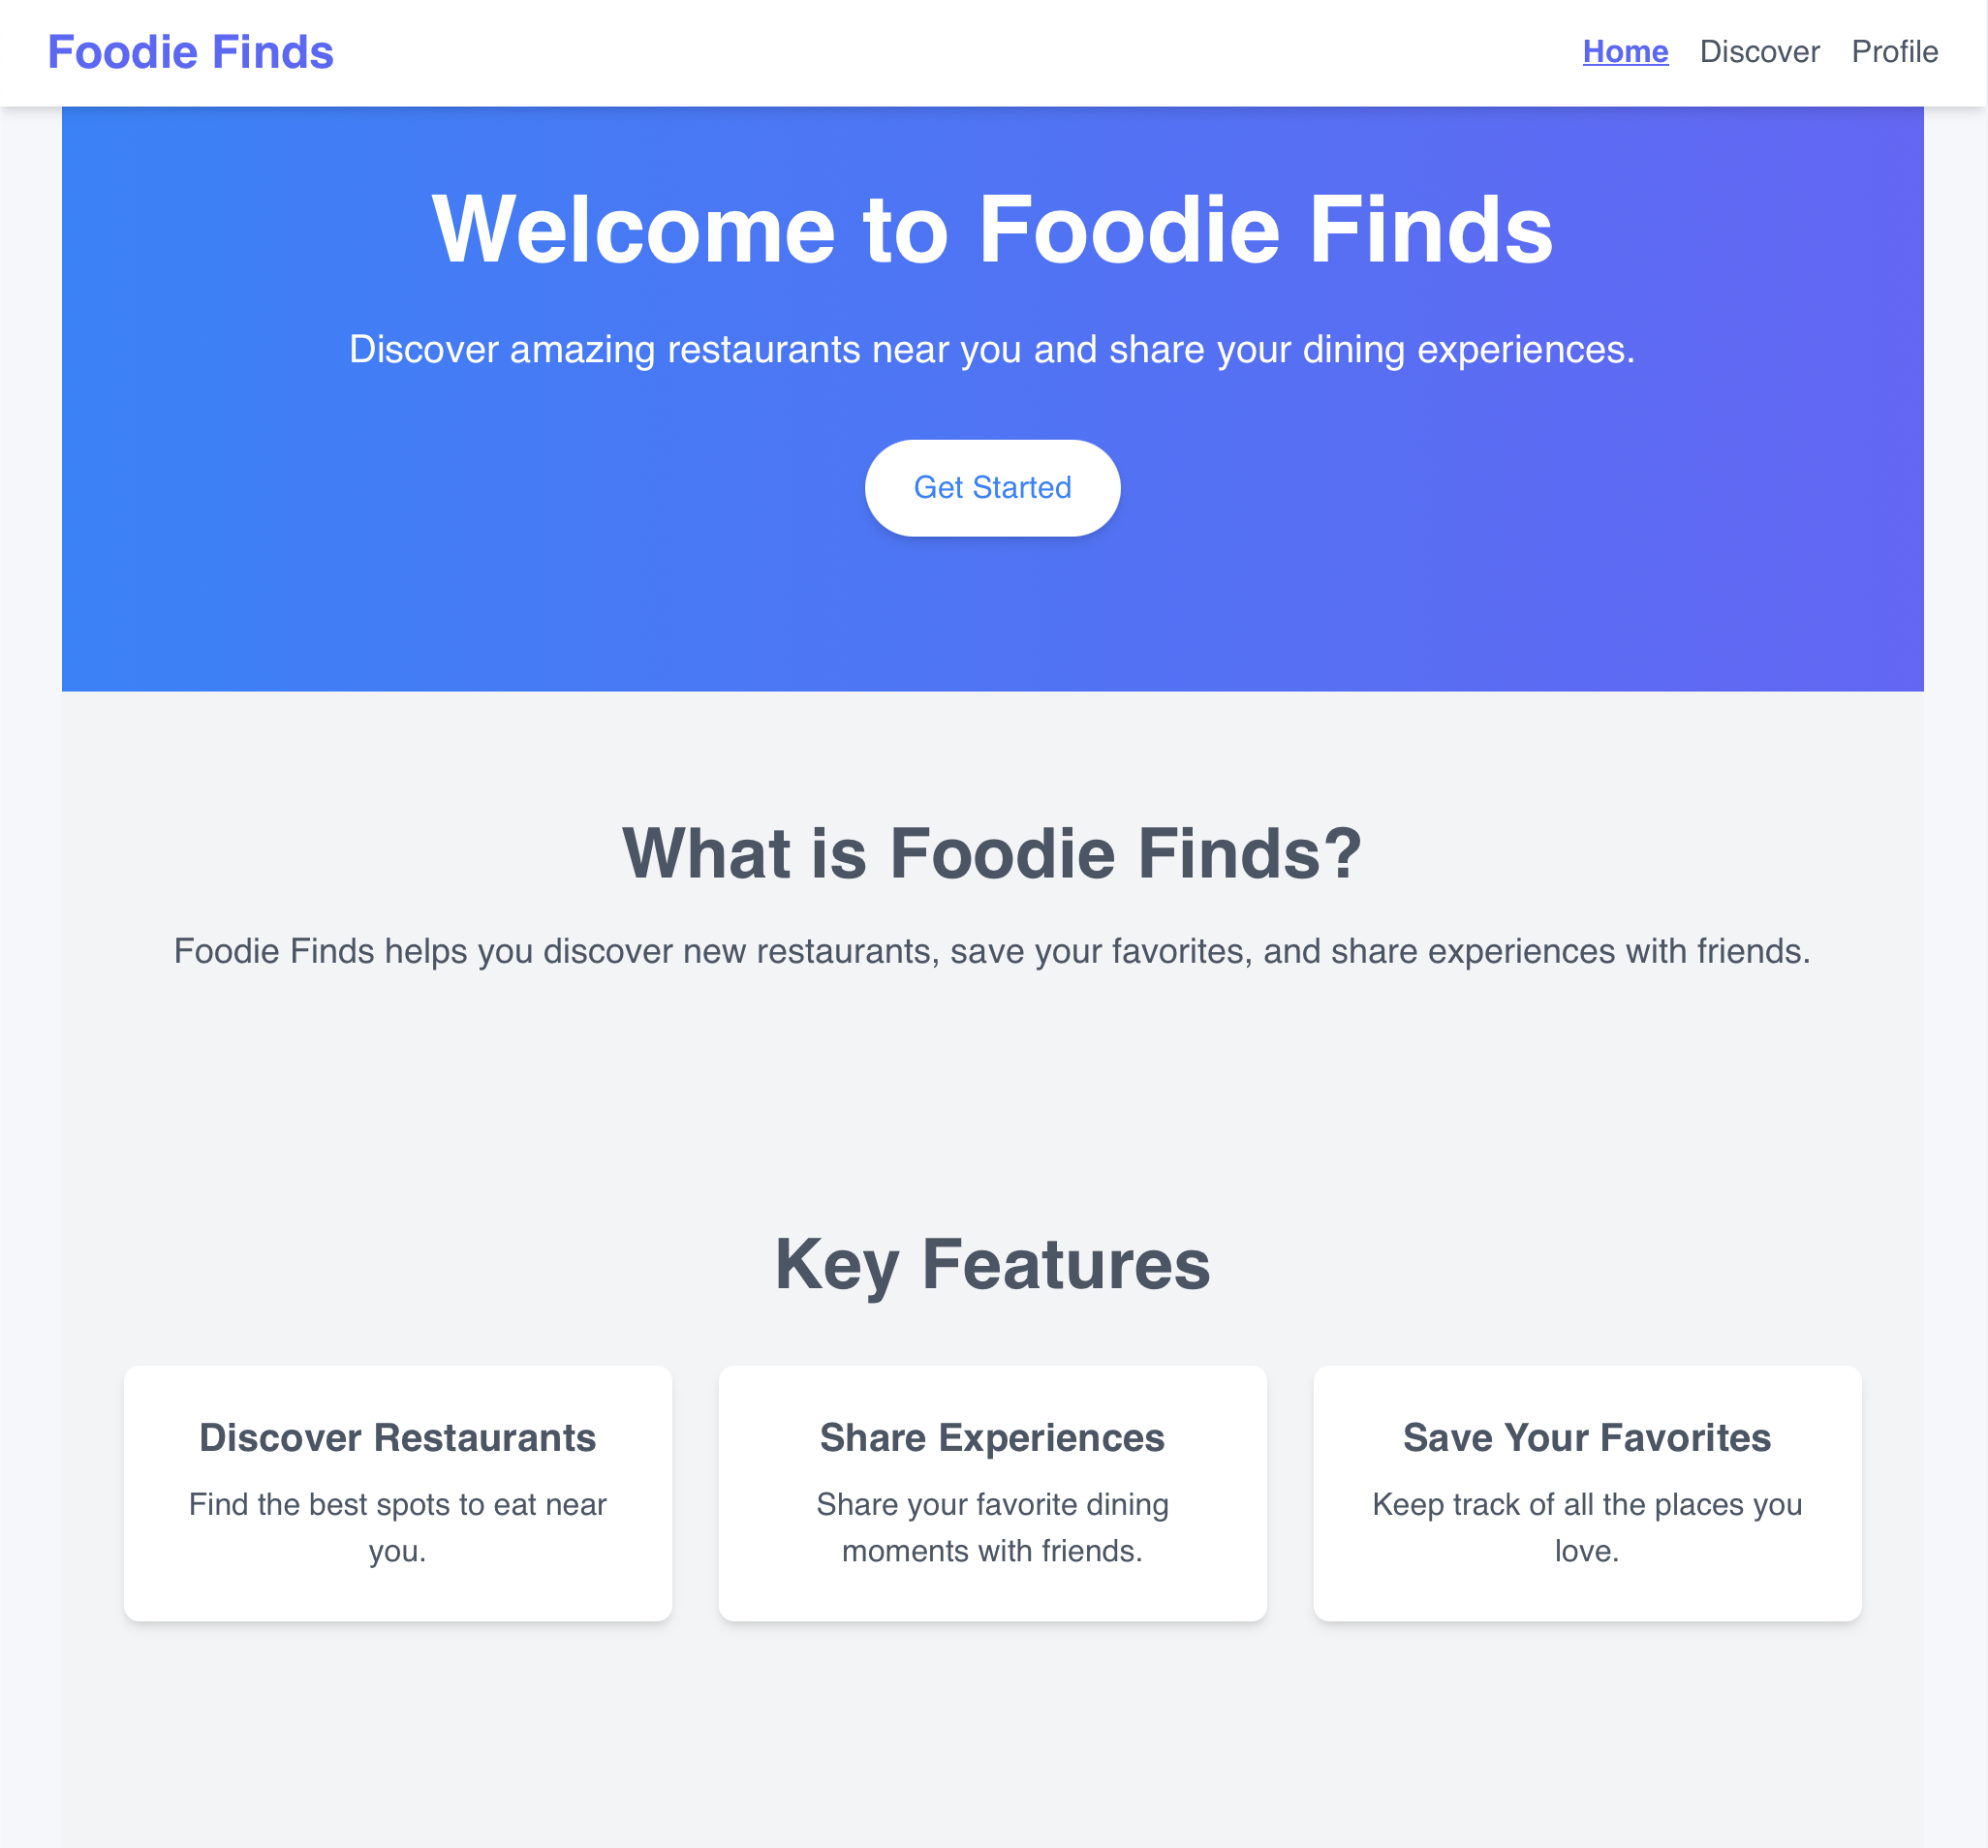 Foodie Finds
Home Discover Profile
Welcome to Foodie Finds
Discover amazing restaurants near you and share your dining experiences.
Get Started
What is Foodie Finds?
Foodie Finds helps you discover new restaurants, save your favorites, and share experiences with friends.
Key Features
Discover Restaurants
Find the best spots to eat near
you.
Share Experiences
Share your favorite dining
moments with friends.
Save Your Favorites
Keep track of all the places you
love.